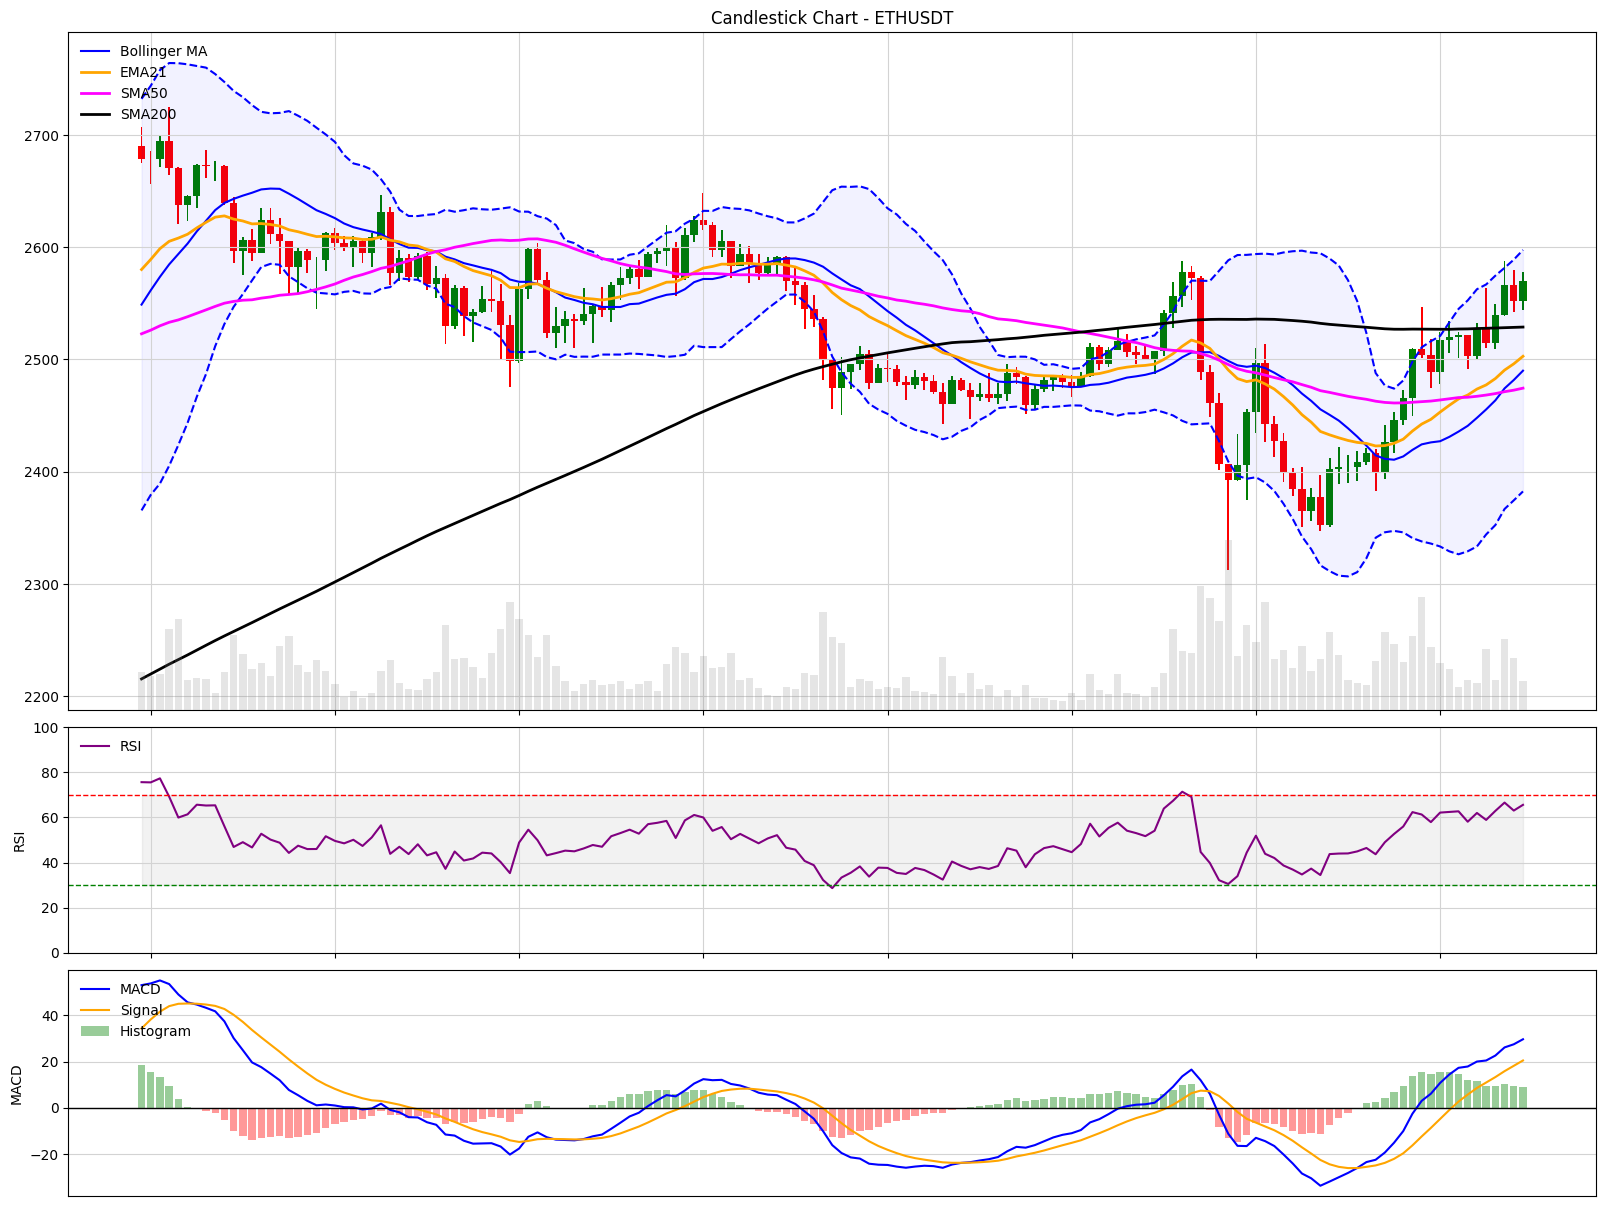 Candlestick Chart - ETHUSDT
Bollinger MA
EMA21
SMA50
SMA200
2700
2600
2500
2400
2300
2200
RSI
100
80
60
40
20
0
RSI
MACD
Signal
Histogram
40
20
0
−20
MACD